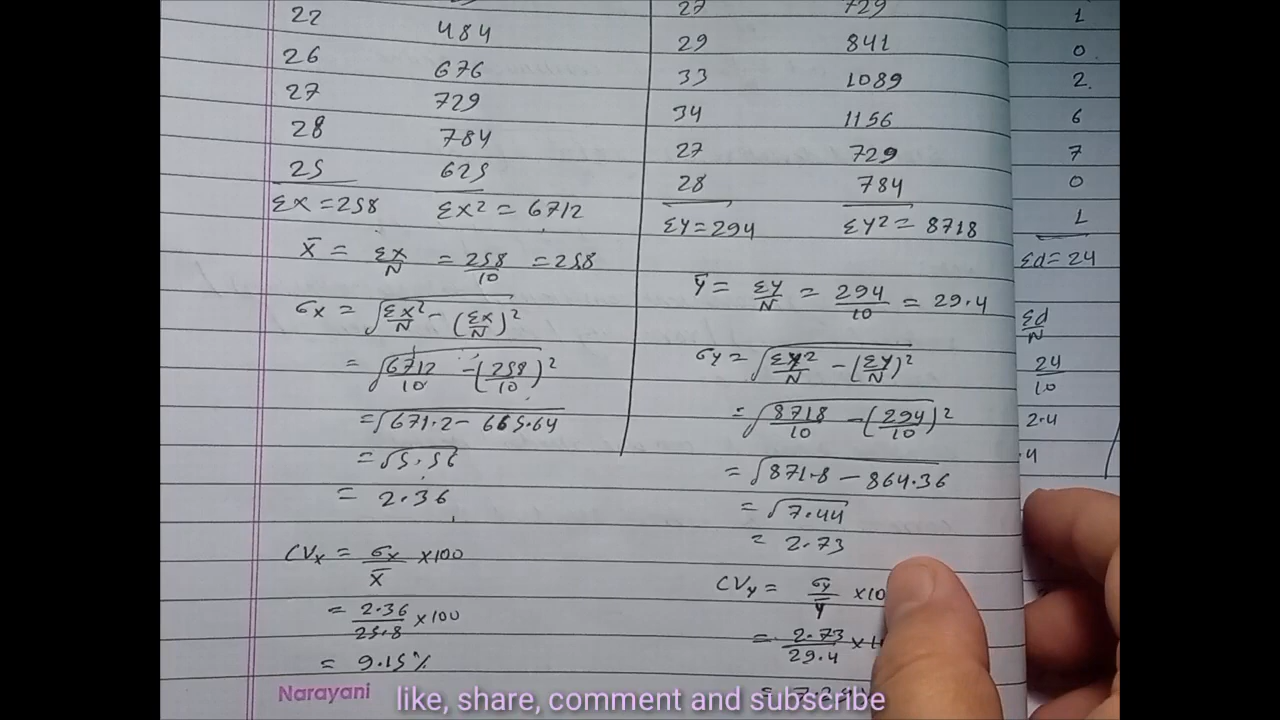 22 484
26 676
27 729
28 784
25 625
ΣX = 258 ΣX² = 6712
X̄ = ΣX/N = 258/10 = 258
σx = √(ΣX²/N - (ΣX/N)²)
= √(6712/10 - (258/10)²)
= √(671.2 - 665.64)
= √5.56
= 2.36
CVx = σx/X̄ ×100
= 2.36/25.8 ×100
= 9.15%
27 729
29 841
33 1089
34 1156
27 729
28 784
ΣY = 294 ΣY² = 8718
Ȳ = ΣY/N = 294/10 = 29.4
σy = √(ΣY²/N - (ΣY/N)²)
= √(8718/10 - (294/10)²)
= √(871.8 - 864.36)
= √7.44
= 2.73
CVy = σy/Ȳ ×10
= 2.73/29.4 ×1
1
0
2
6
7
0
1
Σd = 24
Σd/N
24/10
2.4
.4
Narayani
like, share, comment and subscribe